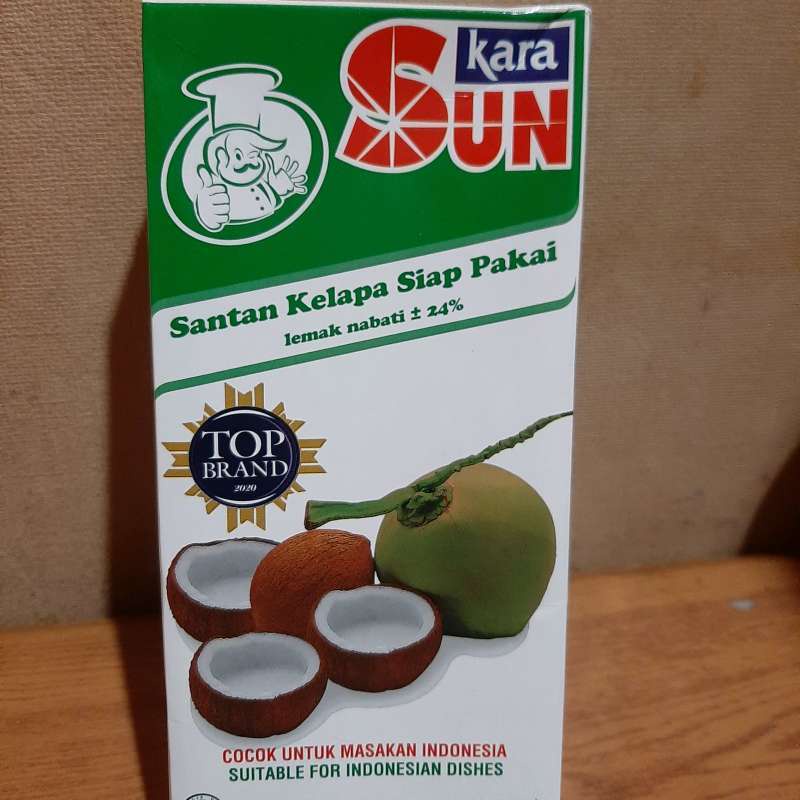 kara
SUN
Santan Kelapa Siap Pakai
lemak nabati ± 24%
TOP
BRAND
2020
COCOK UNTUK MASAKAN INDONESIA
SUITABLE FOR INDONESIAN DISHES